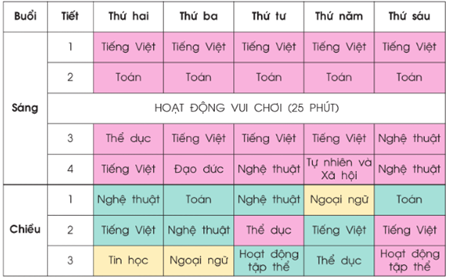 Buổi Tiết Thứ hai Thứ ba Thứ tư Thứ năm Thứ sáu
Sáng
1 Tiếng Việt Tiếng Việt Tiếng Việt Tiếng Việt Tiếng Việt
2 Toán Toán Toán Toán Toán
HOẠT ĐỘNG VUI CHƠI (25 PHÚT)
3 Thể dục Tiếng Việt Tiếng Việt Tiếng Việt Nghệ thuật
4 Tiếng Việt Đạo đức Nghệ thuật Tự nhiên và Xã hội Nghệ thuật
Chiều
1 Nghệ thuật Toán Nghệ thuật Ngoại ngữ Toán
2 Tiếng Việt Nghệ thuật Thể dục Tiếng Việt Tiếng Việt
3 Tin học Ngoại ngữ Hoạt động tập thể Thể dục Hoạt động tập thể